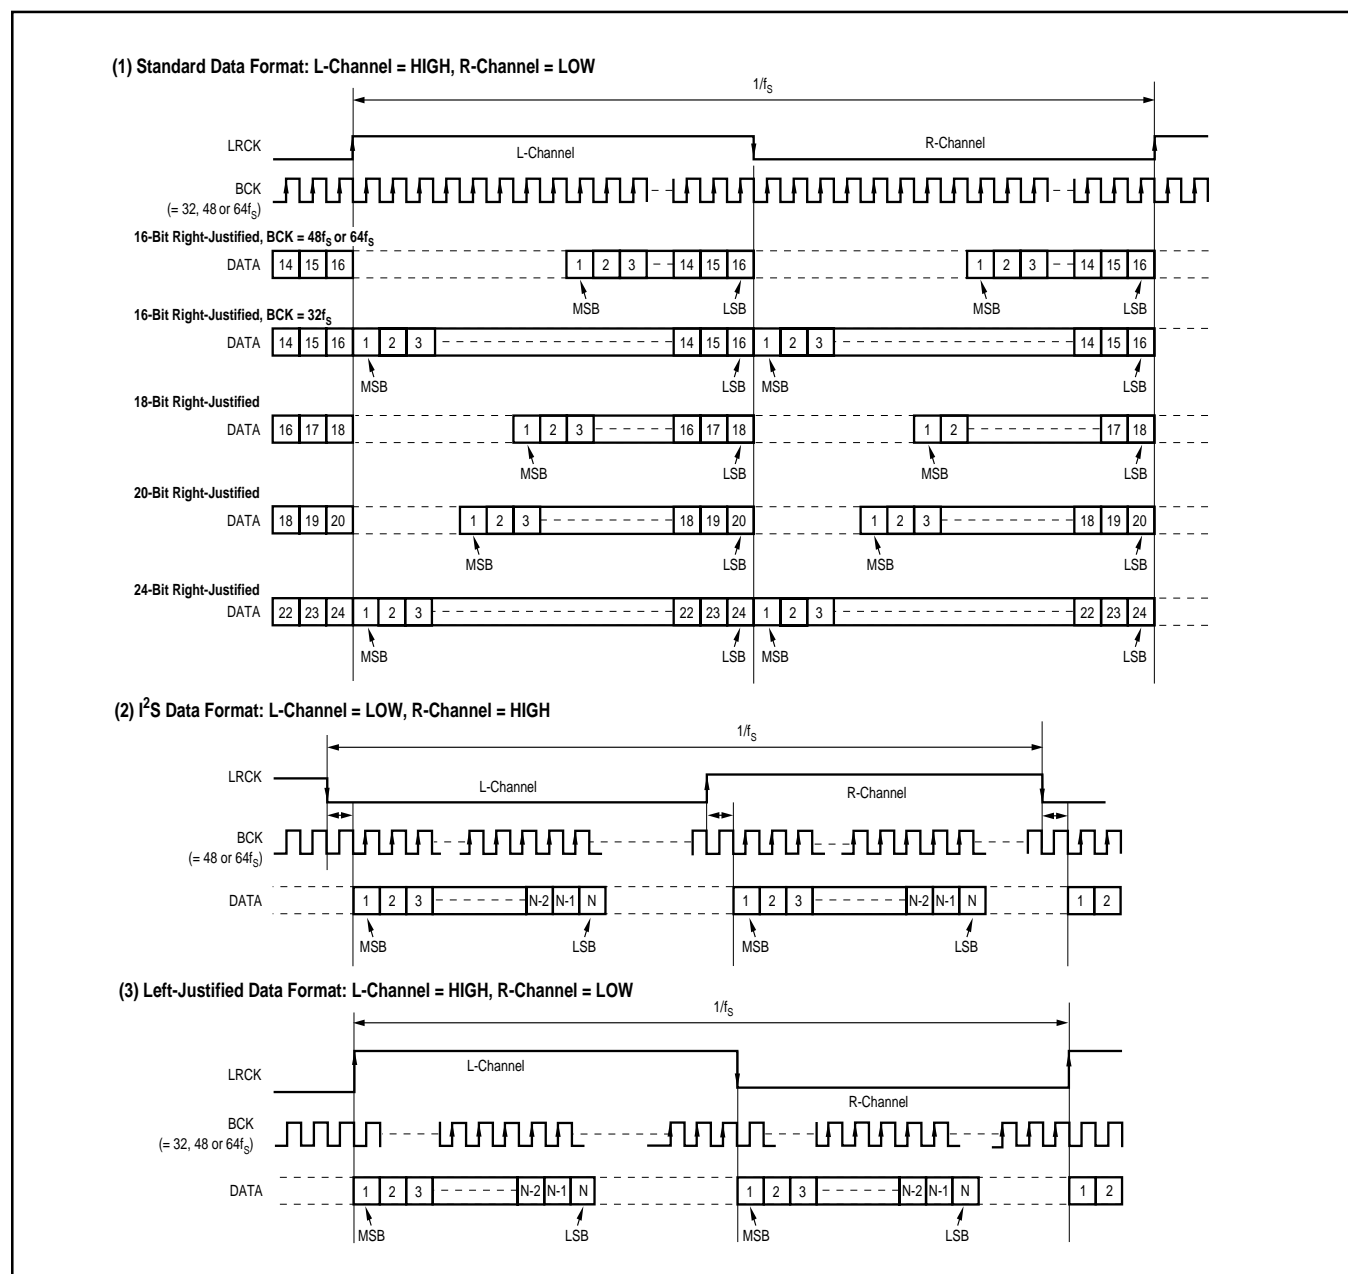 (1) Standard Data Format: L-Channel = HIGH, R-Channel = LOW
1/fS
LRCK
L-Channel
R-Channel
BCK
(= 32, 48 or 64fS)
16-Bit Right-Justified, BCK = 48fS or 64fS
DATA 14 15 16 1 2 3 14 15 16 1 2 3 14 15 16
MSB LSB MSB LSB
16-Bit Right-Justified, BCK = 32fS
DATA 14 15 16 1 2 3 14 15 16 1 2 3 14 15 16
MSB LSB MSB LSB
18-Bit Right-Justified
DATA 16 17 18 1 2 3 16 17 18 1 2 17 18
MSB LSB MSB LSB
20-Bit Right-Justified
DATA 18 19 20 1 2 3 18 19 20 1 2 3 18 19 20
MSB LSB MSB LSB
24-Bit Right-Justified
DATA 22 23 24 1 2 3 22 23 24 1 2 3 22 23 24
MSB LSB MSB LSB
(2) I2S Data Format: L-Channel = LOW, R-Channel = HIGH
1/fS
LRCK
L-Channel
R-Channel
BCK
(= 48 or 64fS)
DATA 1 2 3 N-2 N-1 N 1 2 3 N-2 N-1 N 1 2
MSB LSB MSB LSB
(3) Left-Justified Data Format: L-Channel = HIGH, R-Channel = LOW
1/fS
LRCK
L-Channel
R-Channel
BCK
(= 32, 48 or 64fS)
DATA 1 2 3 N-2 N-1 N 1 2 3 N-2 N-1 N 1 2
MSB LSB MSB LSB